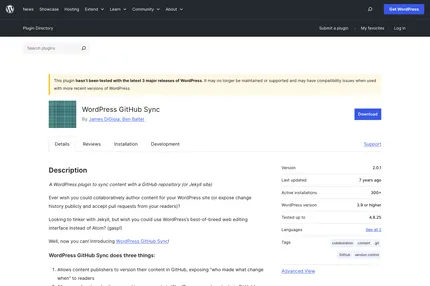 News Showcase Hosting Extend Learn Community About Get WordPress
Plugin Directory Submit a plugin My favorites Log in
Search plugins
This plugin hasn't been tested with the latest 3 major releases of WordPress. It may no longer be maintained or supported and may have compatibility issues when used
with more recent versions of WordPress.
WordPress GitHub Sync
By James DiGioia, Ben Balter
Download
Details Reviews Installation Development Support
Description
A WordPress plugin to sync content with a GitHub repository (or Jekyll site)
Ever wish you could collaboratively author content for your WordPress site (or expose change
history publicly and accept pull requests from your readers)?
Looking to tinker with Jekyll, but wish you could use WordPress's best-of-breed web editing
interface instead of Atom? (gasp!)
Well, now you can! Introducing WordPress GitHub Sync!
WordPress GitHub Sync does three things:
1. Allows content publishers to version their content in GitHub, exposing "who made what change
when" to readers
Version 2.0.1
Last updated 7 years ago
Active installations 300+
WordPress version 3.9 or higher
Tested up to 4.8.25
Languages See all 2
Tags collaboration content git
GitHub version control
Advanced View